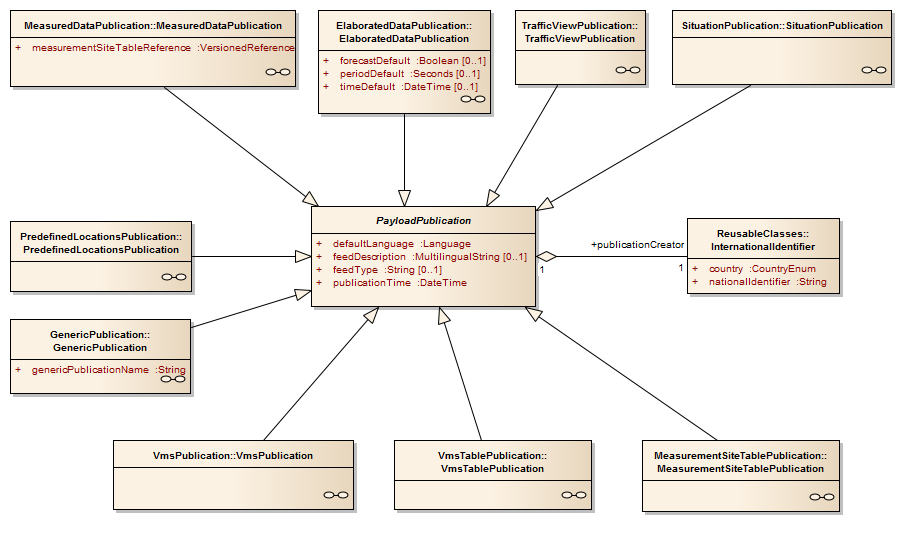 MeasuredDataPublication::MeasuredDataPublication
+ measurementSiteTableReference :VersionedReference
ElaboratedDataPublication::
ElaboratedDataPublication
+ forecastDefault :Boolean [0..1]
+ periodDefault :Seconds [0..1]
+ timeDefault :DateTime [0..1]
TrafficViewPublication::
TrafficViewPublication
SituationPublication::SituationPublication
PredefinedLocationsPublication::
PredefinedLocationsPublication
PayloadPublication
+ defaultLanguage :Language
+ feedDescription :MultilingualString [0..1]
+ feedType :String [0..1]
+ publicationTime :DateTime
+publicationCreator
1
1
ReusableClasses::
InternationalIdentifier
+ country :CountryEnum
+ nationalIdentifier :String
GenericPublication::
GenericPublication
+ genericPublicationName :String
VmsPublication::VmsPublication
VmsTablePublication::
VmsTablePublication
MeasurementSiteTablePublication::
MeasurementSiteTablePublication